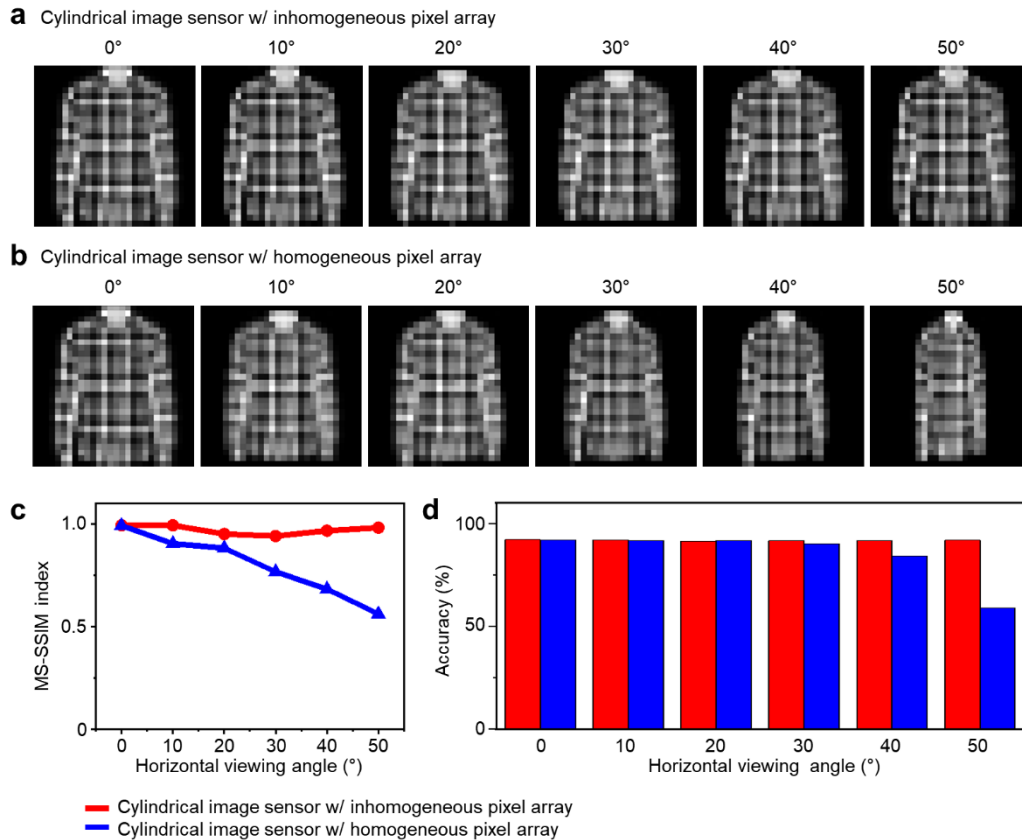 a Cylindrical image sensor w/ inhomogeneous pixel array
0° 10° 20° 30° 40° 50°
b Cylindrical image sensor w/ homogeneous pixel array
0° 10° 20° 30° 40° 50°
c
1.0
0.5
0
MS-SSIM index
0 10 20 30 40 50
Horizontal viewing angle (°)
d
100
50
0
Accuracy (%)
0 10 20 30 40 50
Horizontal viewing angle (°)
Cylindrical image sensor w/ inhomogeneous pixel array
Cylindrical image sensor w/ homogeneous pixel array